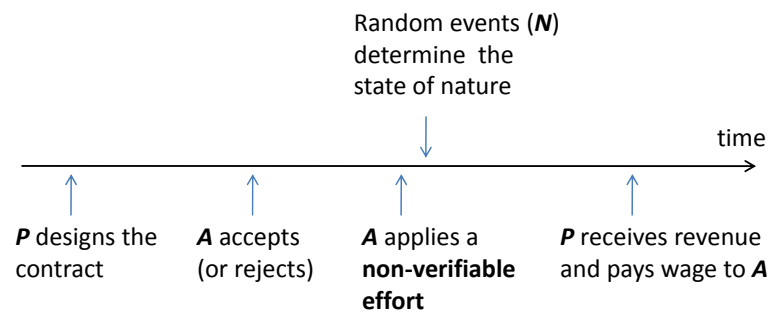 Random events (N)
determine the
state of nature
time
P designs the
contract
A accepts
(or rejects)
A applies a
non-verifiable
effort
P receives revenue
and pays wage to A